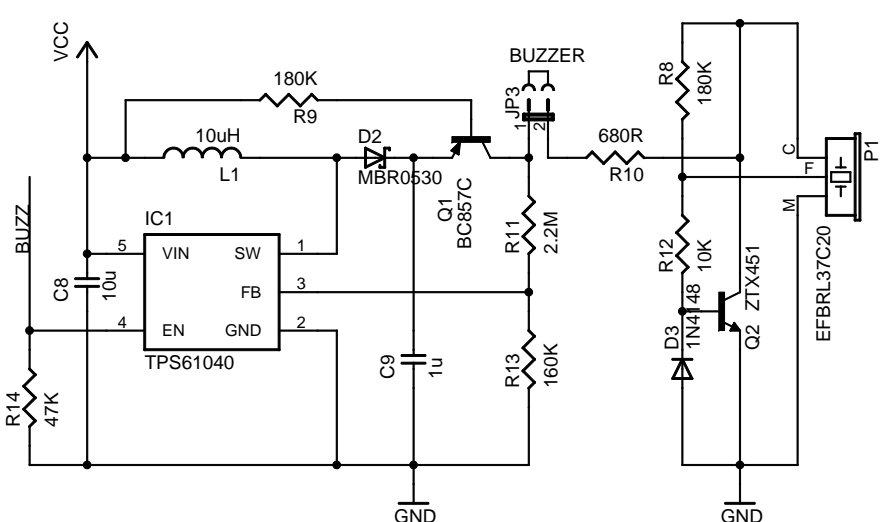 VCC
BUZZER
180K
R9
JP3
1
2
R8
180K
10uH
L1
D2
MBR0530
680R
R10
C
F
M
P1
Q1
BC857C
BUZZ
IC1
R11
2.2M
R12
10K
5
VIN
SW
1
C8
10u
FB
3
4
EN
GND
2
TPS61040
ZTX451
Q2
D3
1N4148
EFBRL37C20
R14
47K
C9
1u
R13
160K
GND
GND